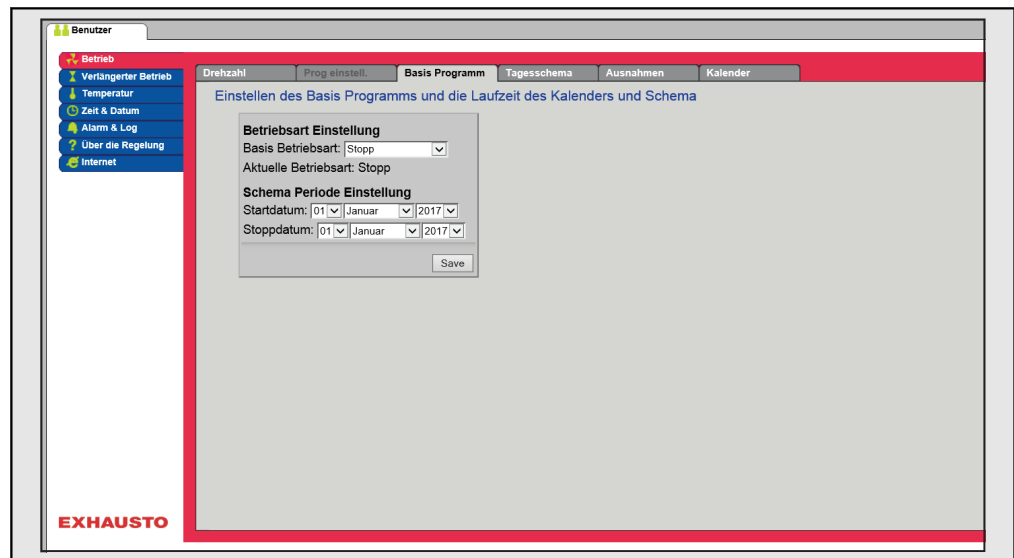 Benutzer
Betrieb
Verlängerter Betrieb
Temperatur
Zeit & Datum
Alarm & Log
Über die Regelung
Internet
Drehzahl Prog einstell. Basis Programm Tagesschema Ausnahmen Kalender
Einstellen des Basis Programms und die Laufzeit des Kalenders und Schema
Betriebsart Einstellung
Basis Betriebsart: Stopp
Aktuelle Betriebsart: Stopp
Schema Periode Einstellung
Startdatum: 01 Januar 2017
Stoppdatum: 01 Januar 2017
Save
EXHAUSTO